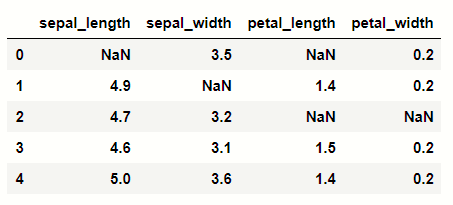 sepal_length sepal_width petal_length petal_width
0 NaN 3.5 NaN 0.2
1 4.9 NaN 1.4 0.2
2 4.7 3.2 NaN NaN
3 4.6 3.1 1.5 0.2
4 5.0 3.6 1.4 0.2